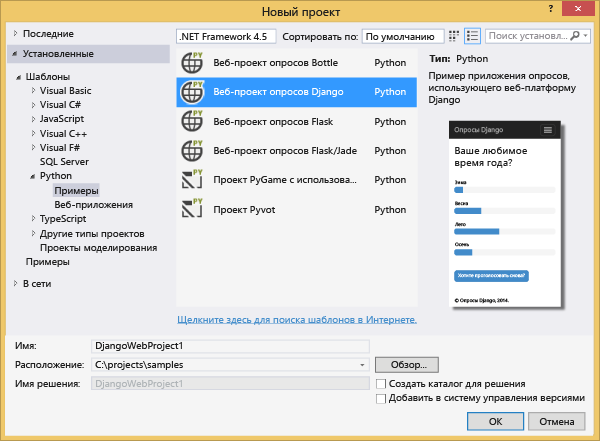 Новый проект
Последние
Установленные
Шаблоны
Visual Basic
Visual C#
JavaScript
Visual C++
Visual F#
SQL Server
Python
Примеры
Веб-приложения
TypeScript
Другие типы проектов
Проекты моделирования
Примеры
В сети
.NET Framework 4.5 Сортировать по: По умолчанию
Поиск установл...
Веб-проект опросов Bottle Python
Веб-проект опросов Django Python
Веб-проект опросов Flask Python
Веб-проект опросов Flask/Jade Python
Проект PyGame с использова... Python
Проект Pyvot Python
Щелкните здесь для поиска шаблонов в Интернете.
Тип: Python
Пример приложения опросов,
использующего веб-платформу
Django
Опросы Django
Ваше любимое
время года?
Зима
Весна
Лето
Осень
Хотите проголосовать снова?
© Опросы Django, 2014.
Имя: DjangoWebProject1
Расположение: C:\projects\samples
Обзор...
Имя решения: DjangoWebProject1
Создать каталог для решения
Добавить в систему управления версиями
ОК
Отмена